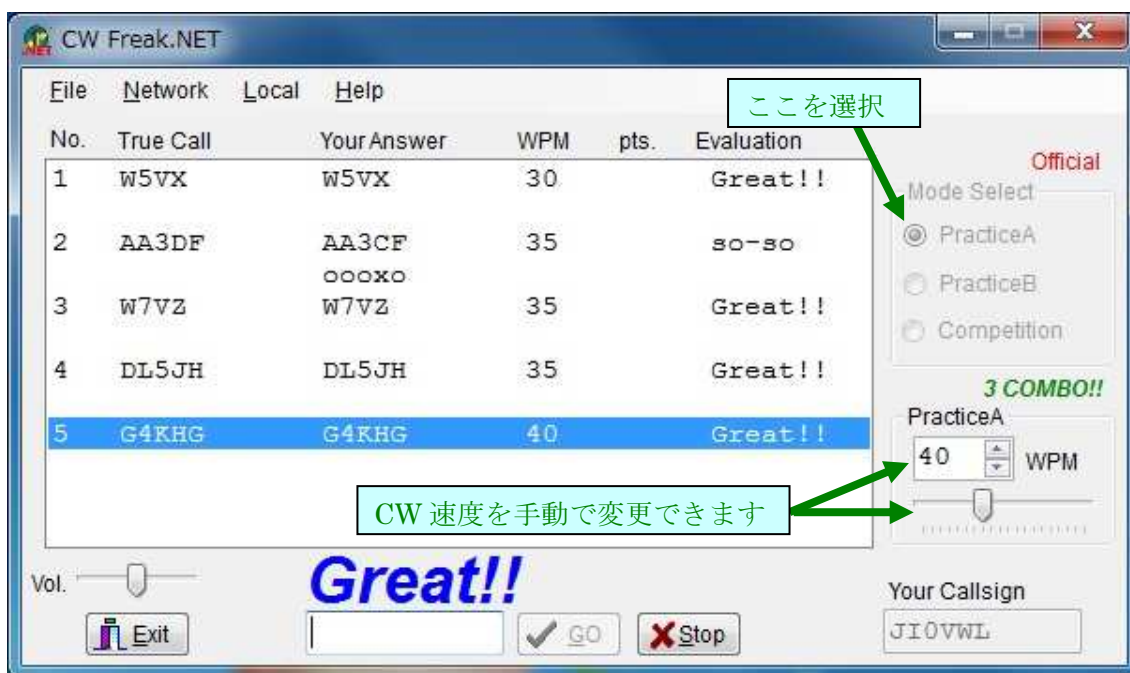 CW Freak.NET
File Network Local Help
ここを選択
No. True Call Your Answer WPM pts. Evaluation
Official
1 W5VX W5VX 30 Great!!
Mode Select
2 AA3DF AA3CF 35 so-so
PracticeA
oooxo
PracticeB
3 W7VZ W7VZ 35 Great!!
Competition
4 DL5JH DL5JH 35 Great!!
3 COMBO!!
PracticeA
5 G4KHG G4KHG 40 Great!!
40 WPM
CW 速度を手動で変更できます
Vol.
Great!!
Your Callsign
Exit GO Stop
JI0VWL